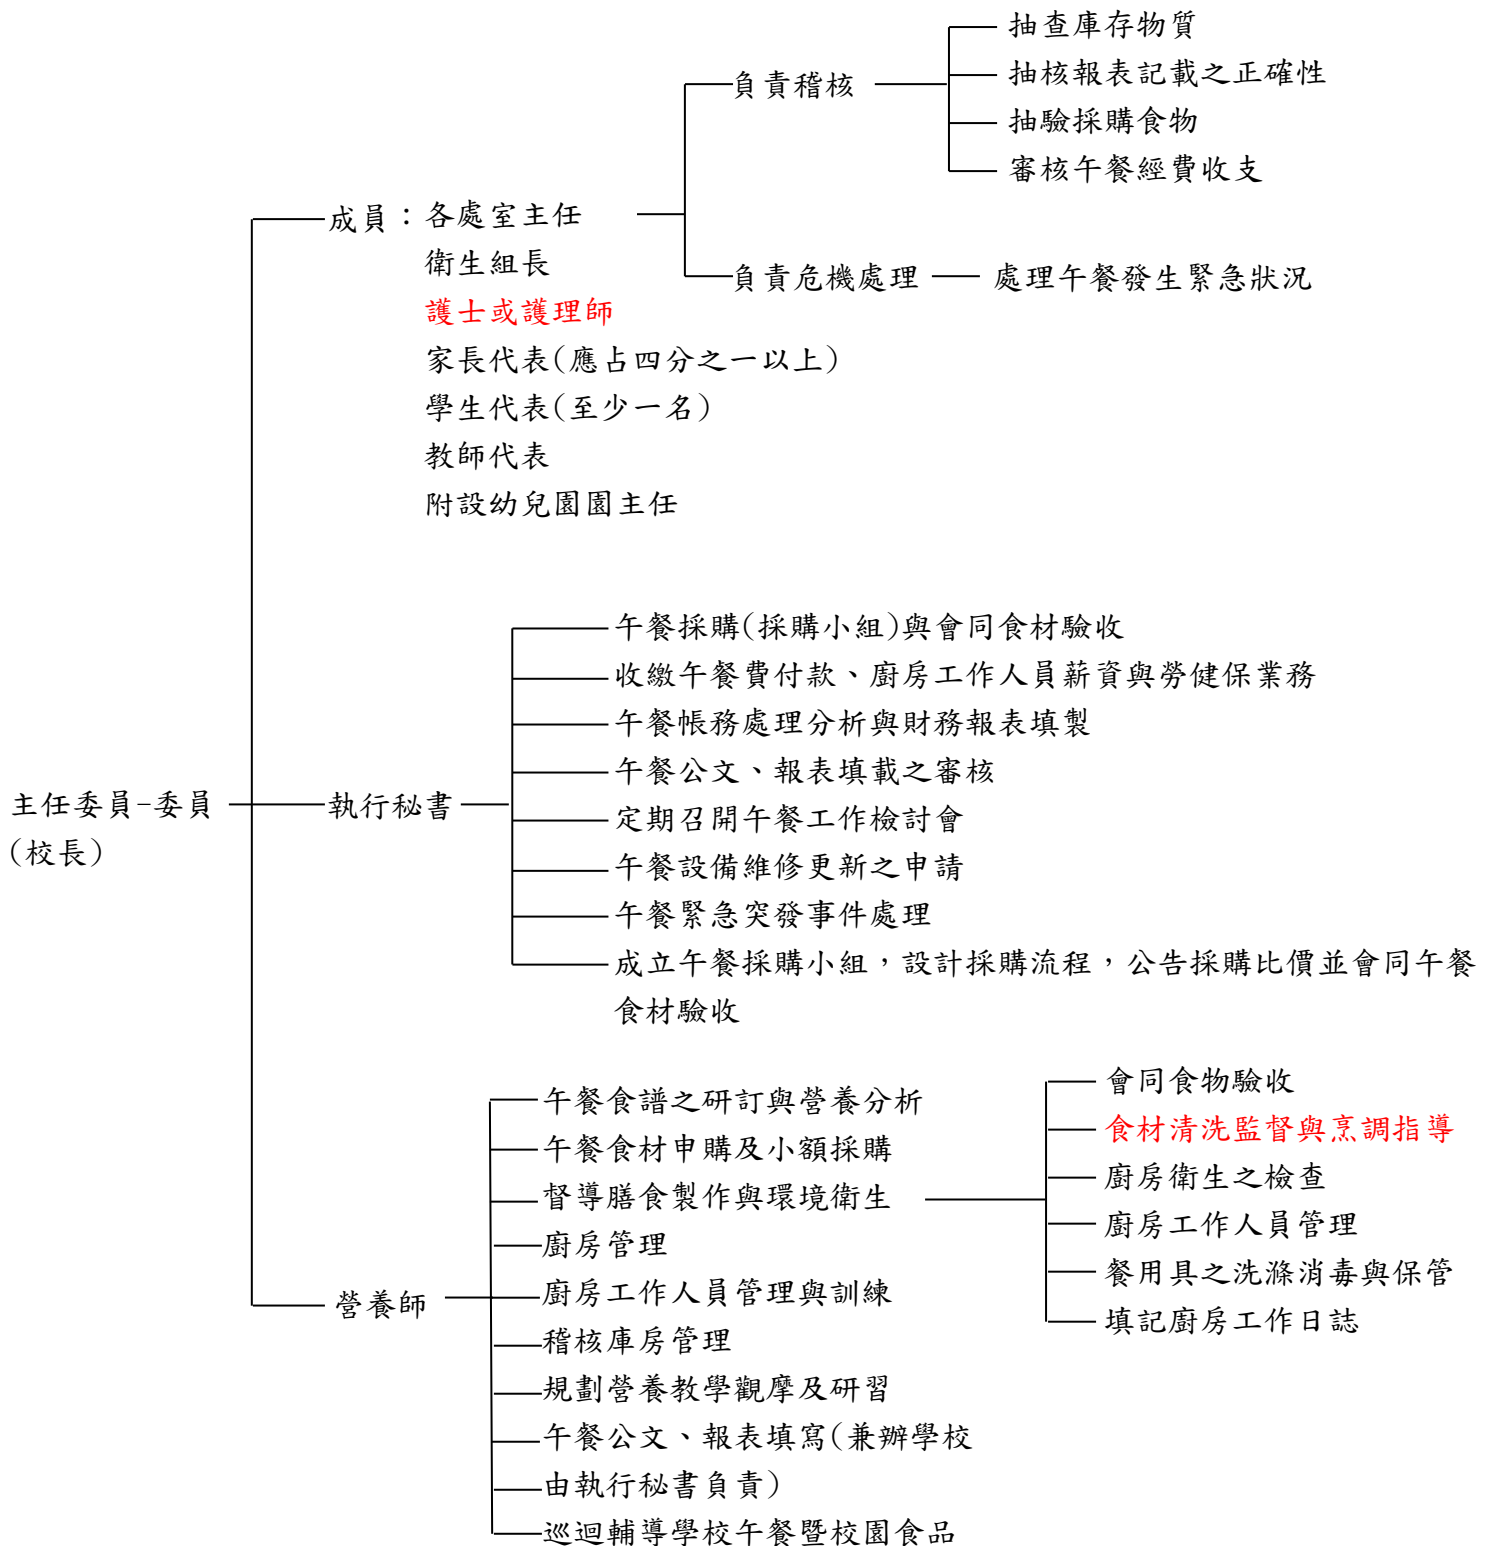 主任委員-委員
(校長)
成員：各處室主任
衛生組長
護士或護理師
家長代表(應占四分之一以上)
學生代表(至少一名)
教師代表
附設幼兒園園主任
負責稽核
抽查庫存物質
抽核報表記載之正確性
抽驗採購食物
審核午餐經費收支
負責危機處理
處理午餐發生緊急狀況
執行秘書
午餐採購(採購小組)與會同食材驗收
收繳午餐費付款、廚房工作人員薪資與勞健保業務
午餐帳務處理分析與財務報表填製
午餐公文、報表填載之審核
定期召開午餐工作檢討會
午餐設備維修更新之申請
午餐緊急突發事件處理
成立午餐採購小組，設計採購流程，公告採購比價並會同午餐
食材驗收
營養師
午餐食譜之研訂與營養分析
午餐食材申購及小額採購
督導膳食製作與環境衛生
廚房管理
廚房工作人員管理與訓練
稽核庫房管理
規劃營養教學觀摩及研習
午餐公文、報表填寫(兼辦學校
由執行秘書負責)
巡迴輔導學校午餐暨校園食品
會同食物驗收
食材清洗監督與烹調指導
廚房衛生之檢查
廚房工作人員管理
餐用具之洗滌消毒與保管
填記廚房工作日誌